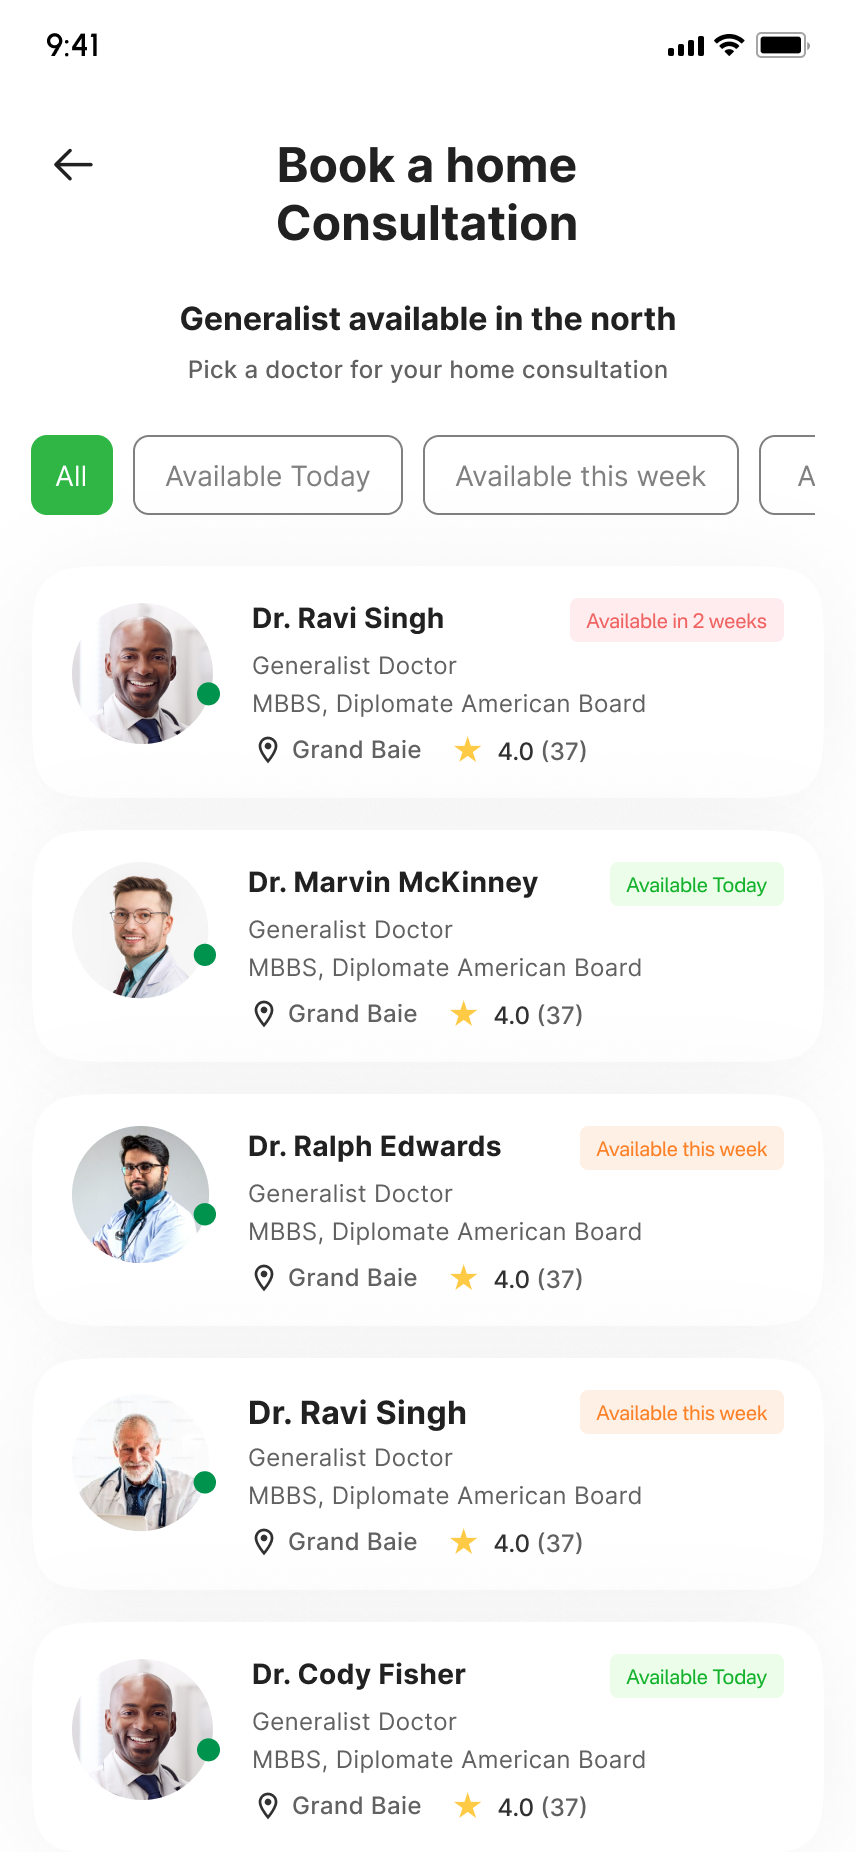 9:41
Book a home
Consultation
Generalist available in the north
Pick a doctor for your home consultation
All
Available Today
Available this week
A
Dr. Ravi Singh
Available in 2 weeks
Generalist Doctor
MBBS, Diplomate American Board
Grand Baie 4.0 (37)
Dr. Marvin McKinney
Available Today
Generalist Doctor
MBBS, Diplomate American Board
Grand Baie 4.0 (37)
Dr. Ralph Edwards
Available this week
Generalist Doctor
MBBS, Diplomate American Board
Grand Baie 4.0 (37)
Dr. Ravi Singh
Available this week
Generalist Doctor
MBBS, Diplomate American Board
Grand Baie 4.0 (37)
Dr. Cody Fisher
Available Today
Generalist Doctor
MBBS, Diplomate American Board
Grand Baie 4.0 (37)